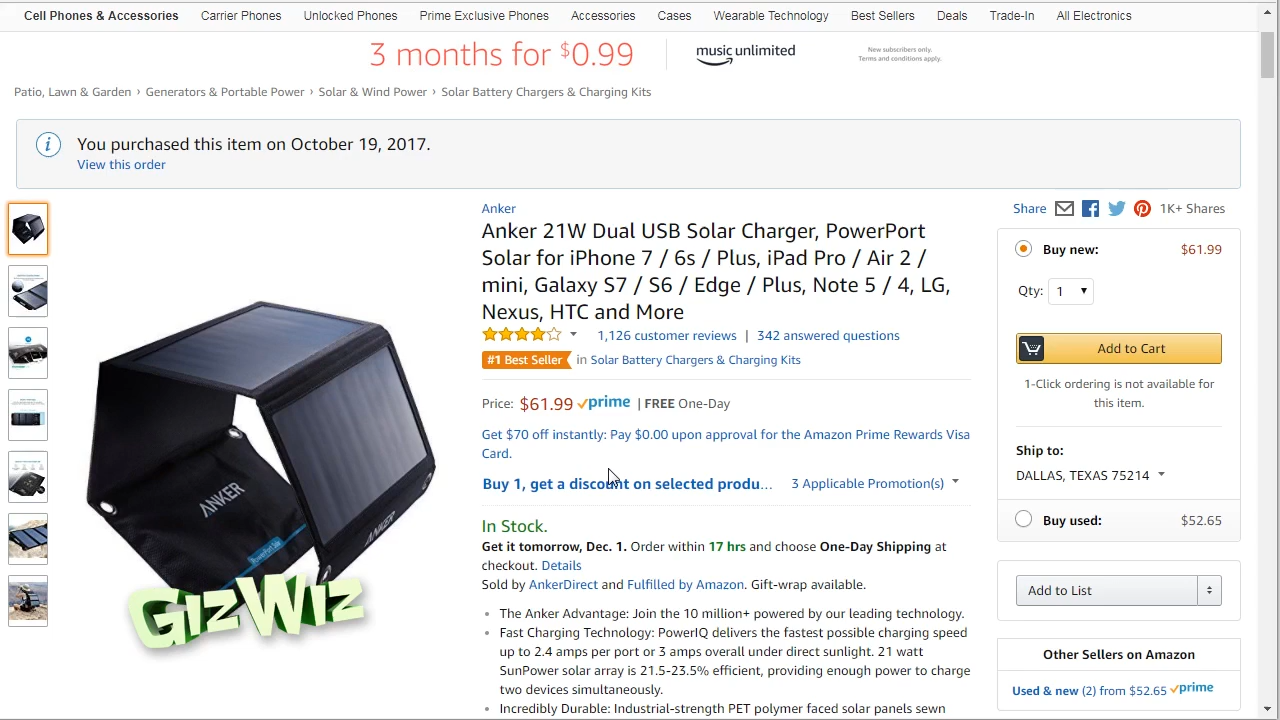 Cell Phones & Accessories Carrier Phones Unlocked Phones Prime Exclusive Phones Accessories Cases Wearable Technology Best Sellers Deals Trade-In All Electronics
3 months for $0.99 music unlimited New subscribers only.
Terms and conditions apply.
Patio, Lawn & Garden › Generators & Portable Power › Solar & Wind Power › Solar Battery Chargers & Charging Kits
i You purchased this item on October 19, 2017.
View this order
ANKER
ANKER
GizWiz
Anker
Anker 21W Dual USB Solar Charger, PowerPort
Solar for iPhone 7 / 6s / Plus, iPad Pro / Air 2 /
mini, Galaxy S7 / S6 / Edge / Plus, Note 5 / 4, LG,
Nexus, HTC and More
1,126 customer reviews | 342 answered questions
#1 Best Seller in Solar Battery Chargers & Charging Kits
Price: $61.99 prime | FREE One-Day
Get $70 off instantly: Pay $0.00 upon approval for the Amazon Prime Rewards Visa
Card.
Buy 1, get a discount on selected produ... 3 Applicable Promotion(s)
In Stock.
Get it tomorrow, Dec. 1. Order within 17 hrs and choose One-Day Shipping at
checkout. Details
Sold by AnkerDirect and Fulfilled by Amazon. Gift-wrap available.
• The Anker Advantage: Join the 10 million+ powered by our leading technology.
• Fast Charging Technology: PowerIQ delivers the fastest possible charging speed
up to 2.4 amps per port or 3 amps overall under direct sunlight. 21 watt
SunPower solar array is 21.5-23.5% efficient, providing enough power to charge
two devices simultaneously.
• Incredibly Durable: Industrial-strength PET polymer faced solar panels sewn
Share 1K+ Shares
Buy new: $61.99
Qty: 1
Add to Cart
1-Click ordering is not available for
this item.
Ship to:
DALLAS, TEXAS 75214
Buy used: $52.65
Add to List
Other Sellers on Amazon
Used & new (2) from $52.65 prime